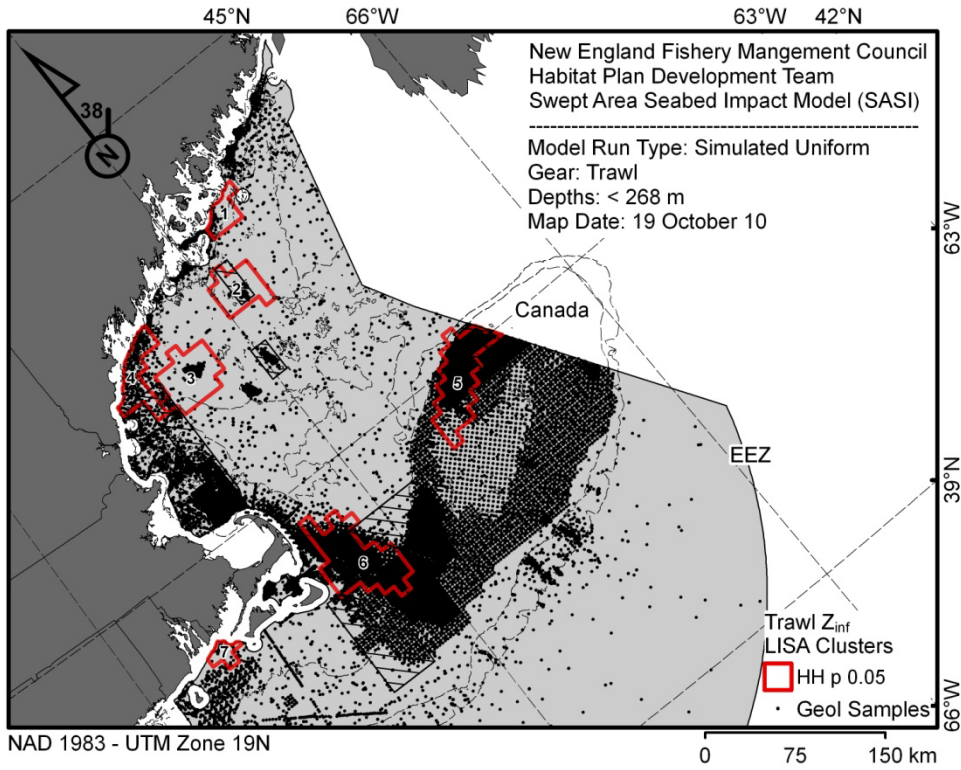 45°N 66°W 63°W 42°N
New England Fishery Mangement Council
Habitat Plan Development Team
Swept Area Seabed Impact Model (SASI)
--------------------------------------------------------
Model Run Type: Simulated Uniform
Gear: Trawl
Depths: < 268 m
Map Date: 19 October 10
38
N
1
2
3
4
5
6
7
Canada
EEZ
63°W
39°N
66°W
Trawl Zinf
LISA Clusters
HH p 0.05
Geol Samples
NAD 1983 - UTM Zone 19N
0 75 150 km